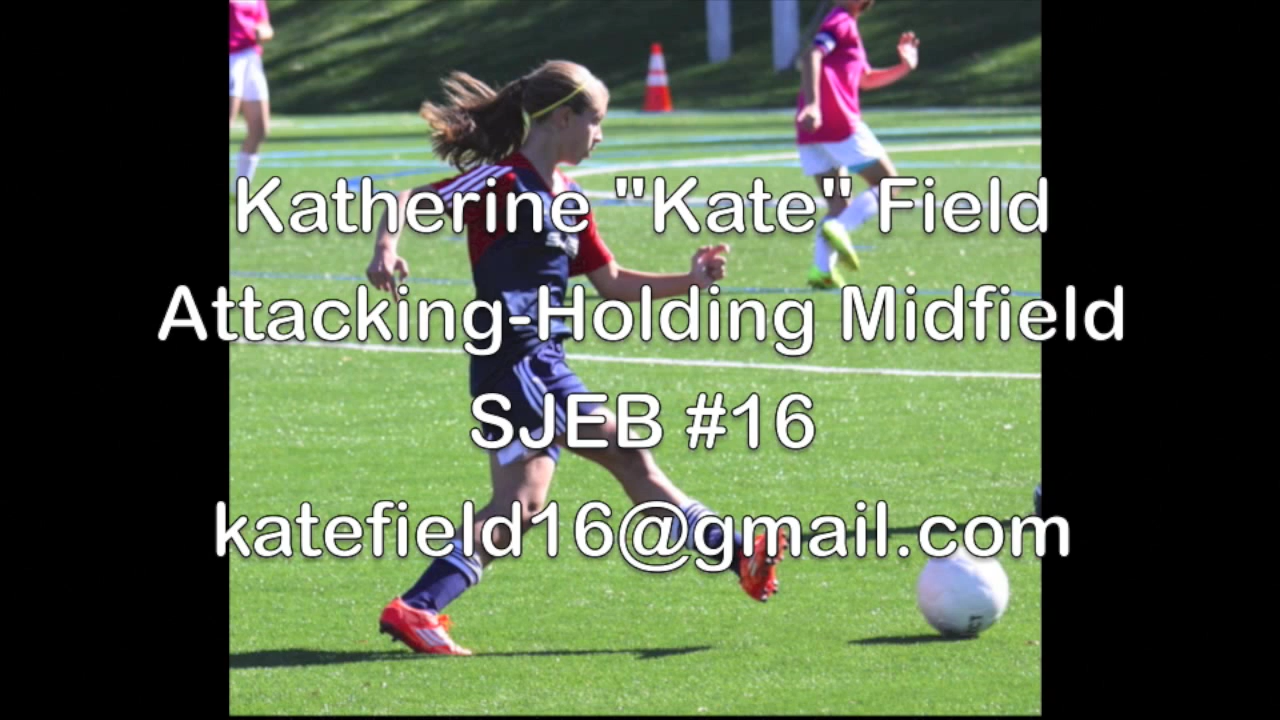 Katherine "Kate" Field
Attacking-Holding Midfield
SJEB #16
katefield16@gmail.com